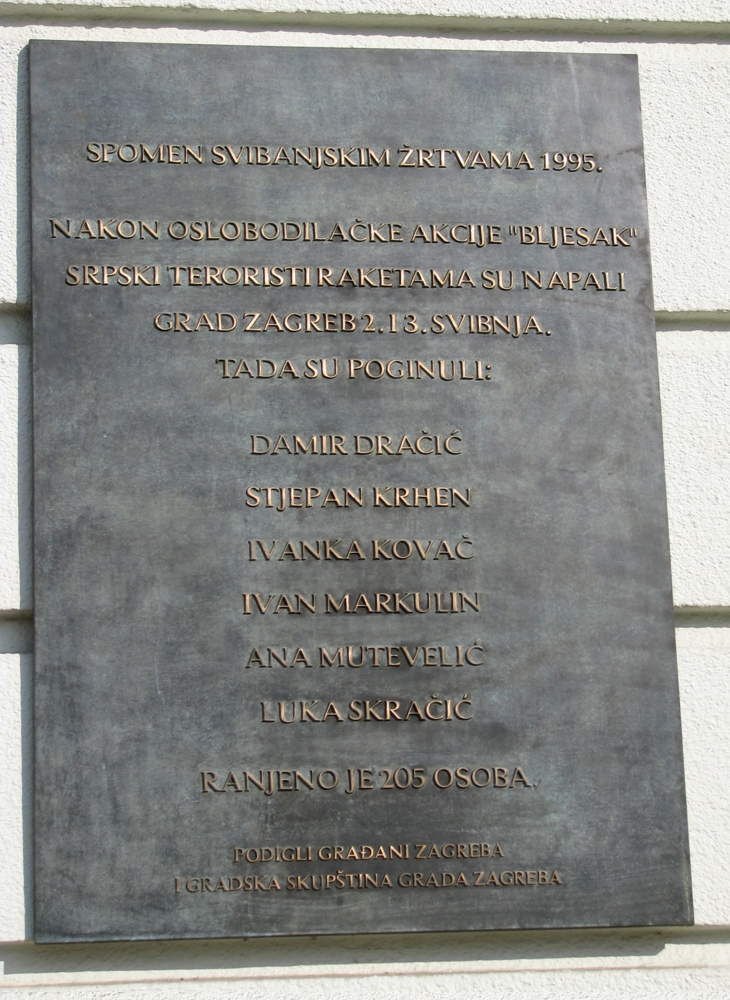 SPOMEN SVIBANJSKIM ŽRTVAMA 1995.
NAKON OSLOBODILAČKE AKCIJE "BLJESAK"
SRPSKI TERORISTI RAKETAMA SU NAPALI
GRAD ZAGREB 2. I 3. SVIBNJA.
TADA SU POGINULI:
DAMIR DRAČIĆ
STJEPAN KRHEN
IVANKA KOVAČ
IVAN MARKULIN
ANA MUTEVELIĆ
LUKA SKRAČIĆ
RANJENO JE 205 OSOBA.
PODIGLI GRAĐANI ZAGREBA
I GRADSKA SKUPŠTINA GRADA ZAGREBA